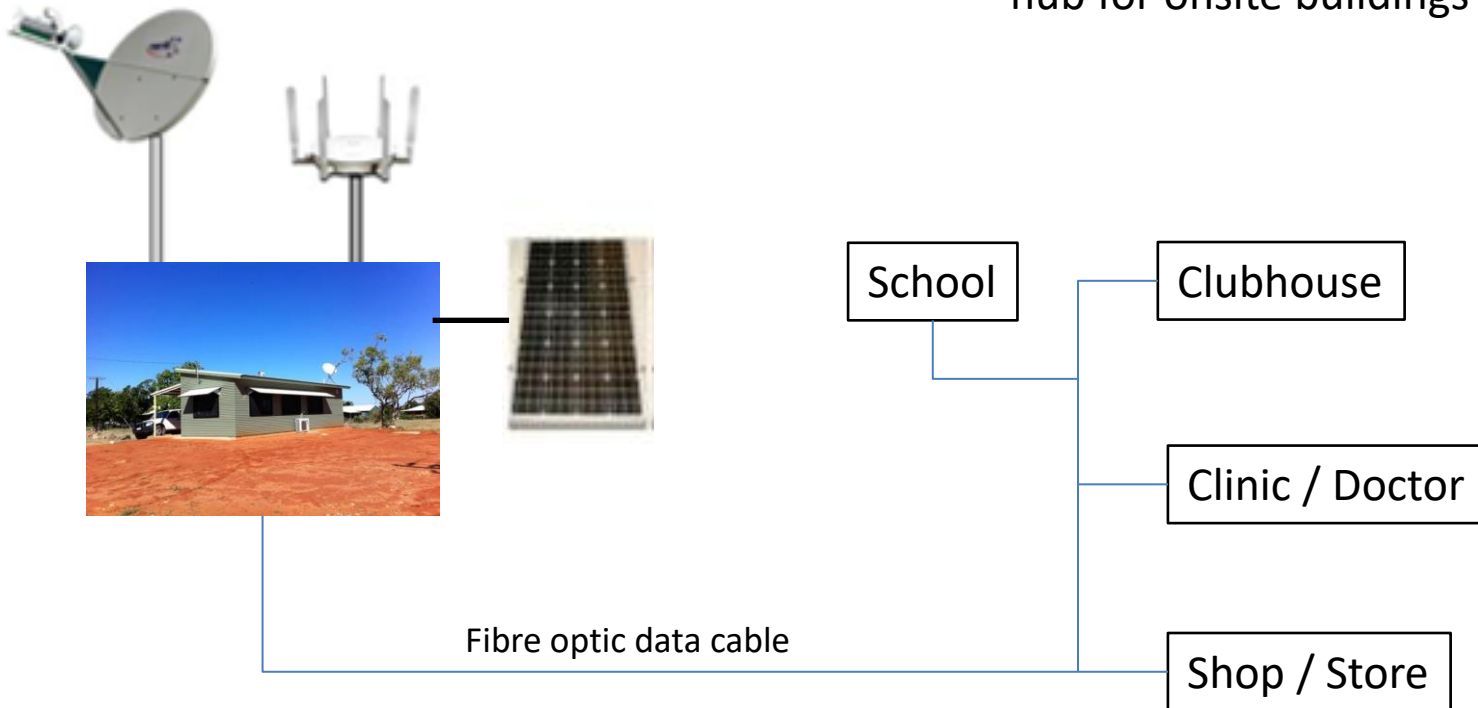 hub for onsite buildings
School
Clubhouse
Clinic / Doctor
Fibre optic data cable
Shop / Store